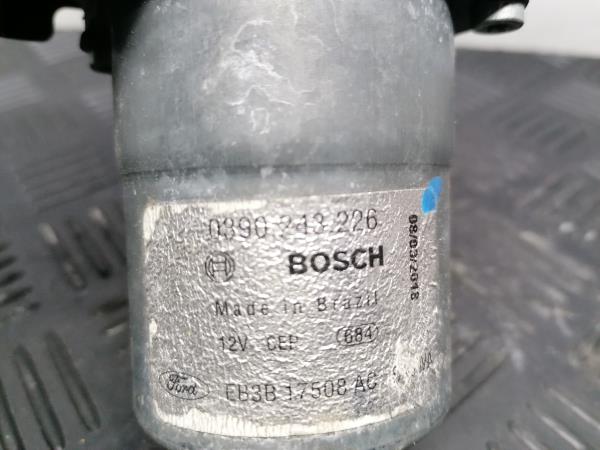 0390 243 226
BOSCH
Made in Brazil
12V CEP (684)
Ford EB3B 17508 AC
08/03/2018